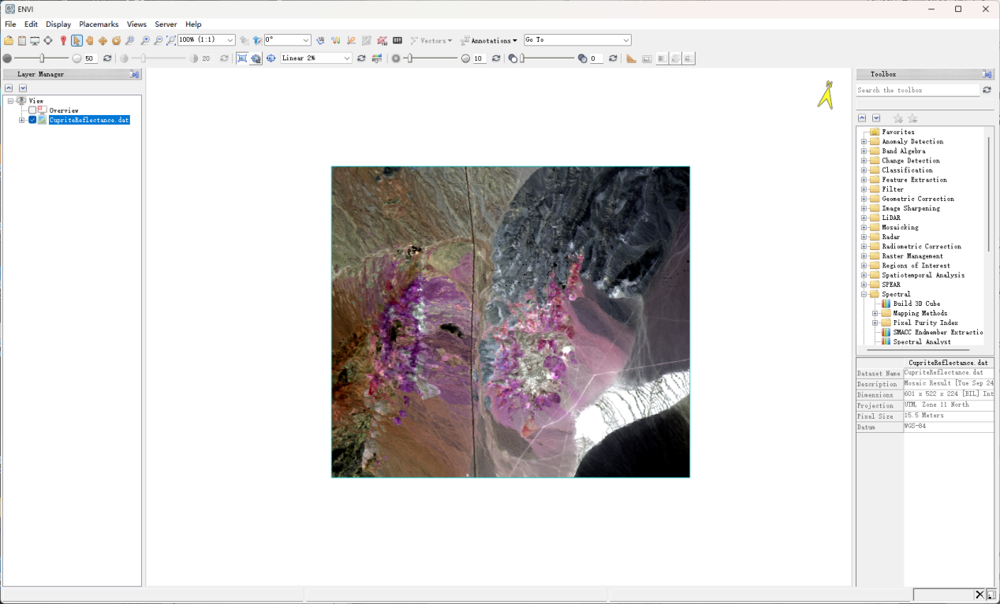 ENVI
File Edit Display Placemarks Views Server Help
100% (1:1) 0° Vectors Annotations Go To
50 20 Linear 2% 10 0
Layer Manager
View
Overview
CupriteReflectance.dat
N
Toolbox
Search the toolbox
Favorites
Anomaly Detection
Band Algebra
Change Detection
Classification
Feature Extraction
Filter
Geometric Correction
Image Sharpening
LiDAR
Mosaicking
Radar
Radiometric Correction
Raster Management
Regions of Interest
Spatiotemporal Analysis
SPEAR
Spectral
Build 3D Cube
Mapping Methods
Pixel Purity Index
SMACC Endmember Extractio
Spectral Analyst
CupriteReflectance.dat
Dataset Name CupriteReflectance.dat
Description Mosaic Result [Tue Sep 24
Dimensions 601 x 522 x 224 [BIL] Int
Projection UTM, Zone 11 North
Pixel Size 15.5 Meters
Datum WGS-84